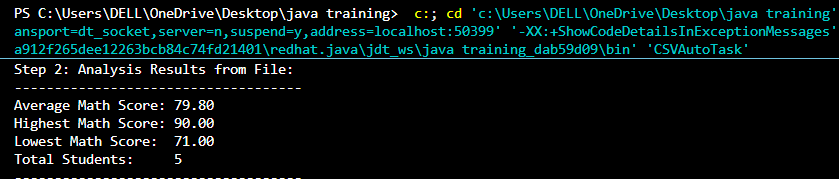 PS C:\Users\DELL\OneDrive\Desktop\java training>  c:; cd 'c:\Users\DELL\OneDrive\Desktop\java training'
ansport=dt_socket,server=n,suspend=y,address=localhost:50399' '-XX:+ShowCodeDetailsInExceptionMessages'
a912f265dee12263bcb84c74fd21401\redhat.java\jdt_ws\java training_dab59d09\bin' 'CSVAutoTask'
Step 2: Analysis Results from File:
-----------------------------------
Average Math Score: 79.80
Highest Math Score: 90.00
Lowest Math Score:  71.00
Total Students:     5
-----------------------------------